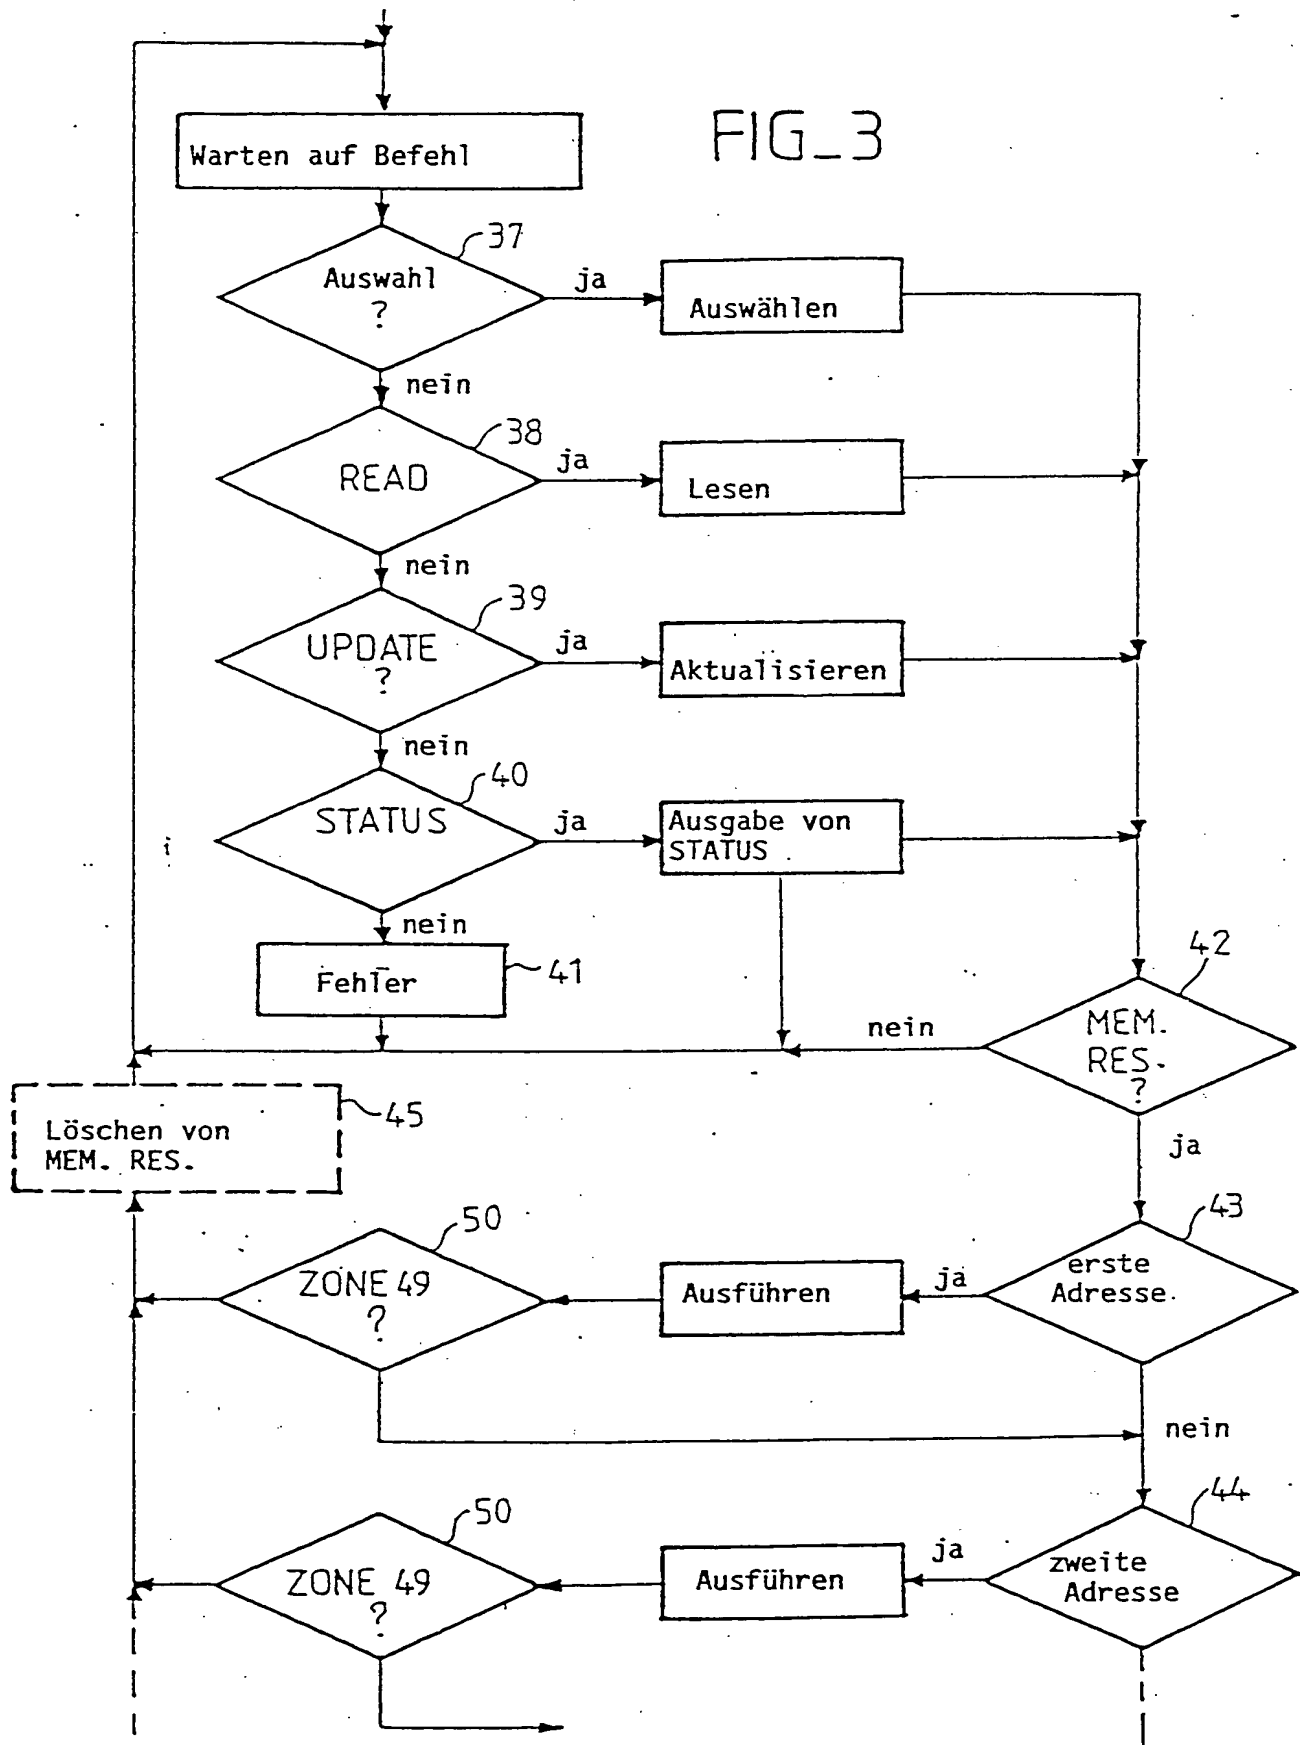 FIG_3
Warten auf Befehl
37
Auswahl
?
ja
Auswählen
nein
38
READ
ja
Lesen
nein
39
UPDATE
?
ja
Aktualisieren
nein
40
STATUS
ja
Ausgabe von
STATUS
nein
Fehler
41
42
MEM.
RES.
?
nein
ja
45
Löschen von
MEM. RES.
43
erste
Adresse.
ja
Ausführen
50
ZONE 49
?
nein
44
zweite
Adresse
ja
Ausführen
50
ZONE 49
?